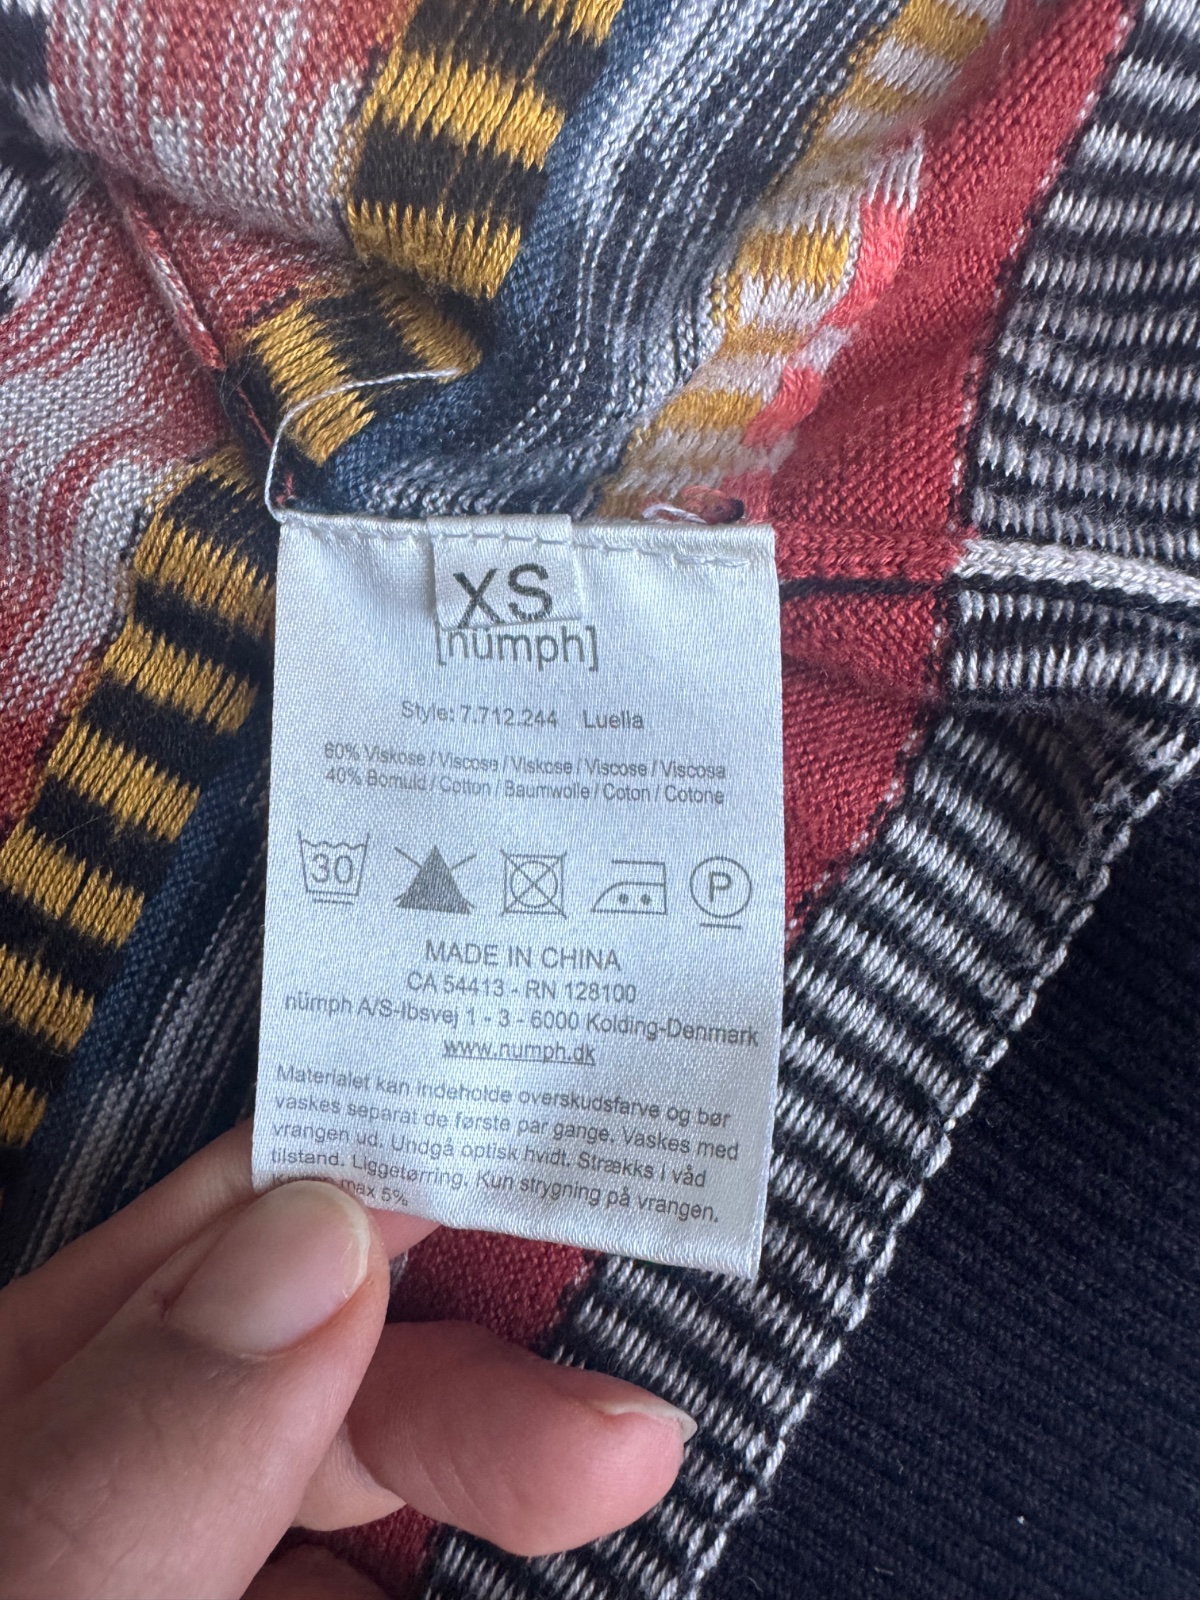 XS
[nümph]
Style: 7.712.244 Luella
60% Viskose / Viscose / Viskose / Viscose / Viscosa
40% Bomuld / Cotton / Baumwolle / Coton / Cotone
30
P
MADE IN CHINA
CA 54413 - RN 128100
nümph A/S-Ibsvej 1 - 3 - 6000 Kolding-Denmark
www.numph.dk
Materialet kan indeholde overskudsfarve og bør
vaskes separat de første par gange. Vaskes med
vrangen ud. Undgå optisk hvidt. Strækks i våd
tilstand. Liggetørring. Kun strygning på vrangen.
max 5%